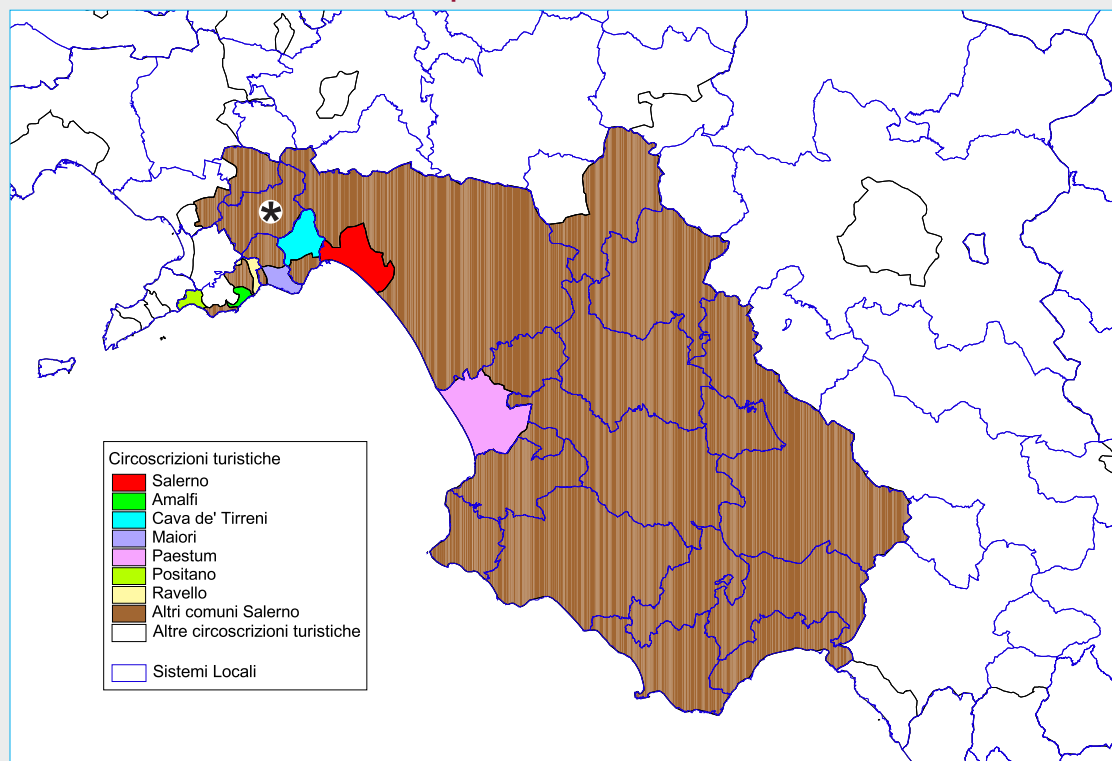 *
Circoscrizioni turistiche
Salerno
Amalfi
Cava de' Tirreni
Maiori
Paestum
Positano
Ravello
Altri comuni Salerno
Altre circoscrizioni turistiche
Sistemi Locali